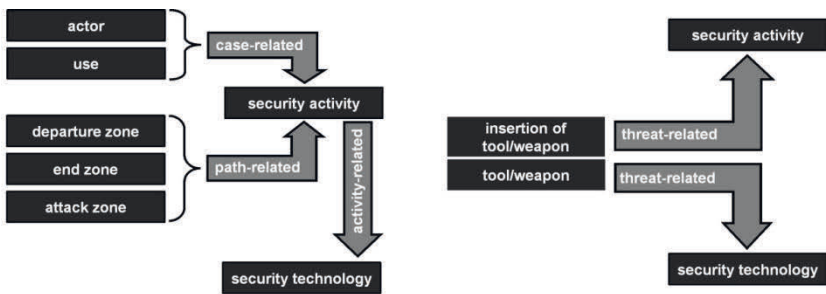 actor
use
case-related
security activity
departure zone
end zone
attack zone
path-related
activity-related
security technology
security activity
insertion of
tool/weapon
threat-related
tool/weapon
threat-related
security technology